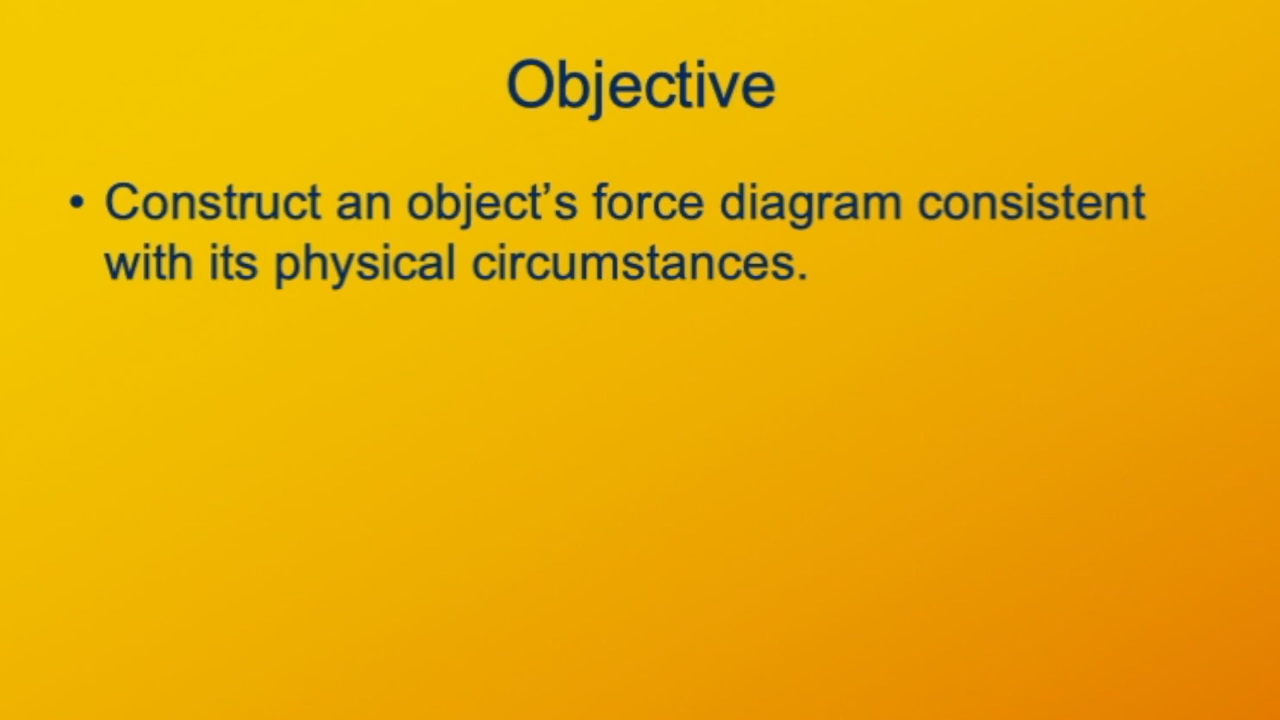 Objective
• Construct an object’s force diagram consistent
with its physical circumstances.